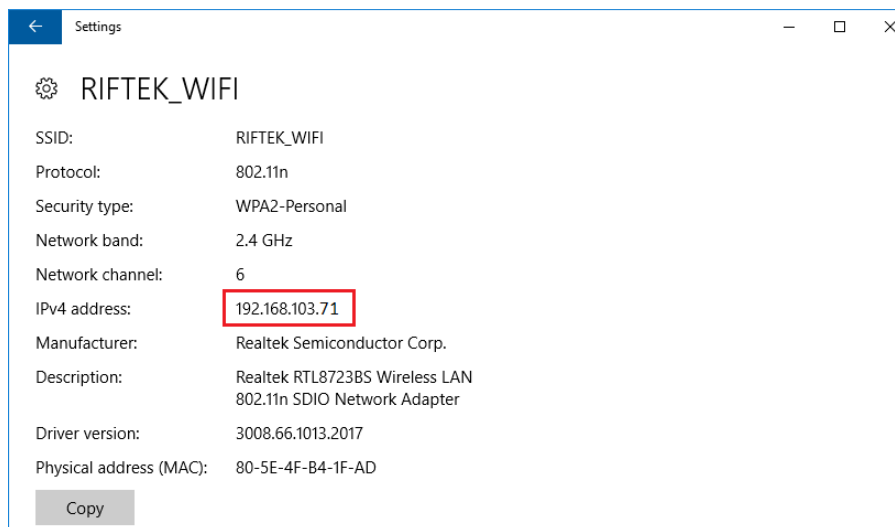 Settings
RIFTEK_WIFI
SSID: RIFTEK_WIFI
Protocol: 802.11n
Security type: WPA2-Personal
Network band: 2.4 GHz
Network channel: 6
IPv4 address: 192.168.103.71
Manufacturer: Realtek Semiconductor Corp.
Description: Realtek RTL8723BS Wireless LAN
802.11n SDIO Network Adapter
Driver version: 3008.66.1013.2017
Physical address (MAC): 80-5E-4F-B4-1F-AD
Copy